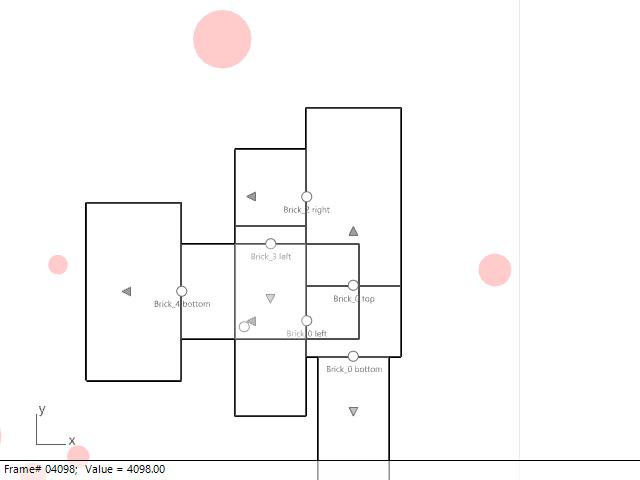 Brick_2 right
Brick_3 left
Brick_4 bottom
Brick_0 top
Brick_0 left
Brick_0 bottom
y
x
Frame# 04098; Value = 4098.00